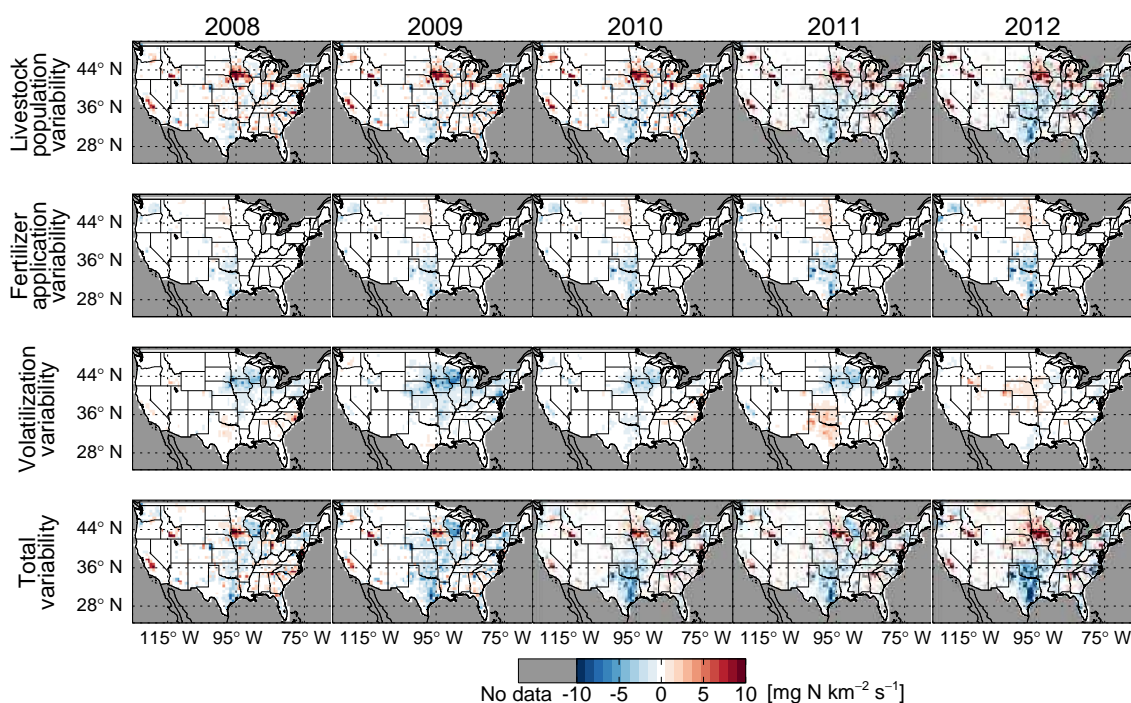 2008 2009 2010 2011 2012
Livestock
population
variability
44° N
36° N
28° N
Fertilizer
application
variability
44° N
36° N
28° N
Volatilization
variability
44° N
36° N
28° N
Total
variability
44° N
36° N
28° N
115° W 95° W 75° W 115° W 95° W 75° W 115° W 95° W 75° W 115° W 95° W 75° W 115° W 95° W 75° W
No data -10 -5 0 5 10 [mg N km⁻² s⁻¹]